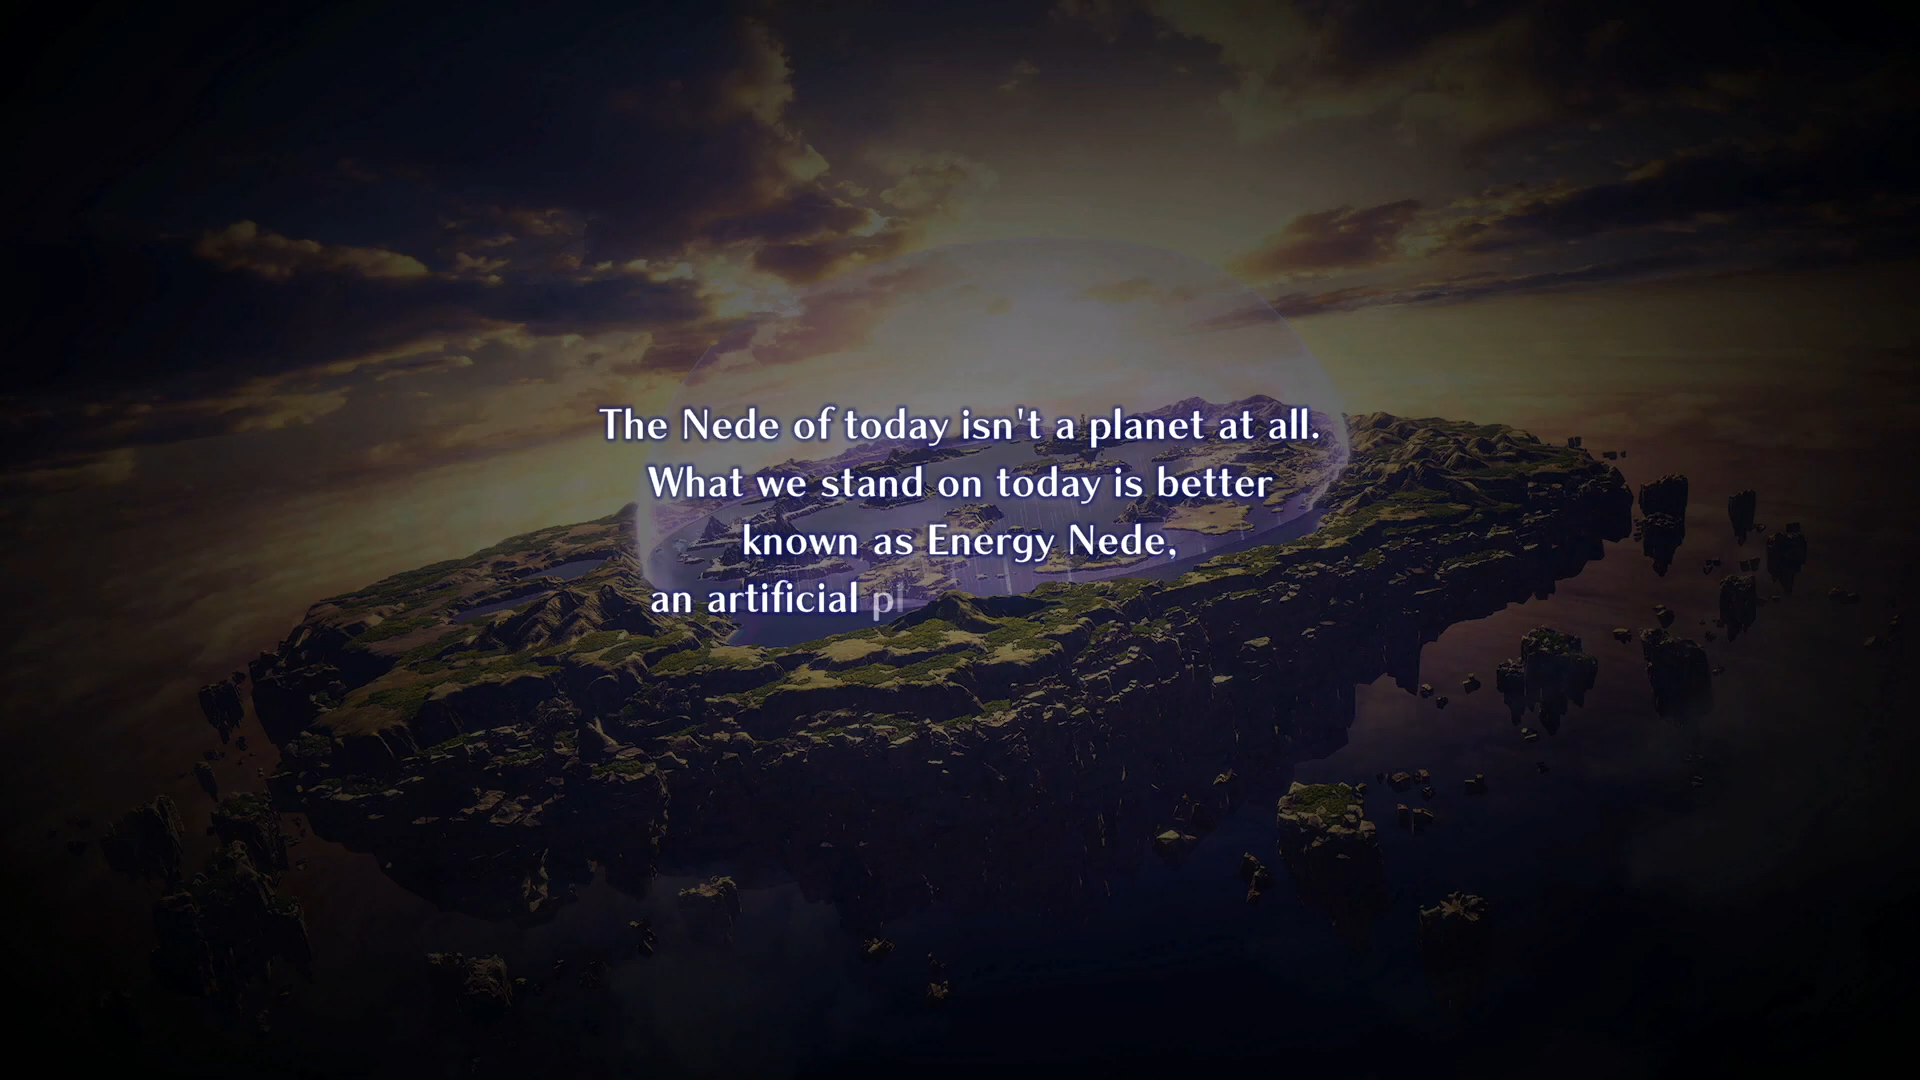 The Nede of today isn't a planet at all.
What we stand on today is better
known as Energy Nede,
an artificial pl